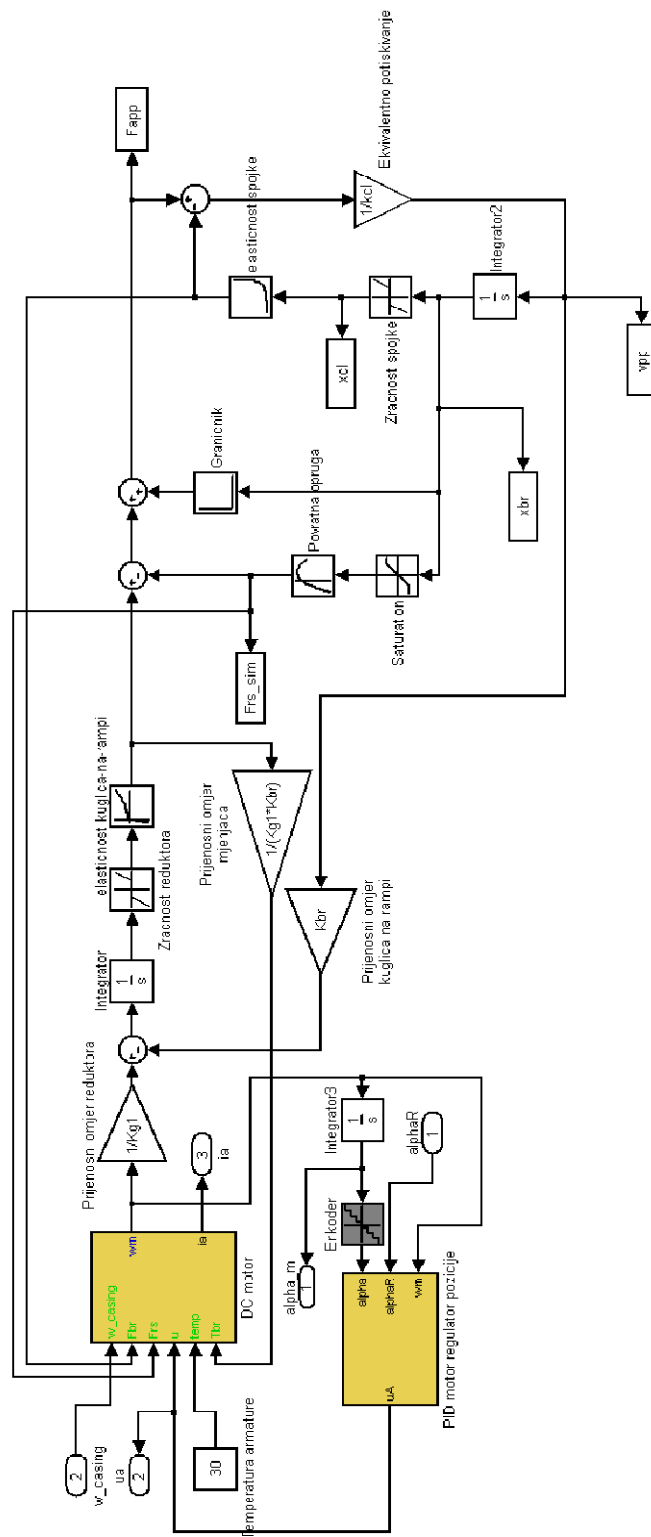 2
w_casing
2
ua
30
Temperatura armature
w_casing
Fbr
Frs
u
temp
Tbr
wm
ia
DC motor
Prijenosni omjer reduktora
1/Kg1
3
ia
Integrator
1
s
Zracnost reduktora
elasticnost kuglica-na-rampi
Prijenosni omjer
mjenjaca
1/(Kg1*Kbr)
Kbr
Prijenosni omjer
kuglica na rampi
Frs_sim
Saturation
Powratna opruga
Granicnik
Fapp
elasticnost spojke
xcl
Zracnost spojke
xbr
1/kcl
Ekvivalentno potiskivanje
1
s
Integrator2
vpp
alpha_m
1
Integrator3
1
s
Enkoder
alphaR
1
alpha
alphaR
wm
uA
PID motor regulator pozicije